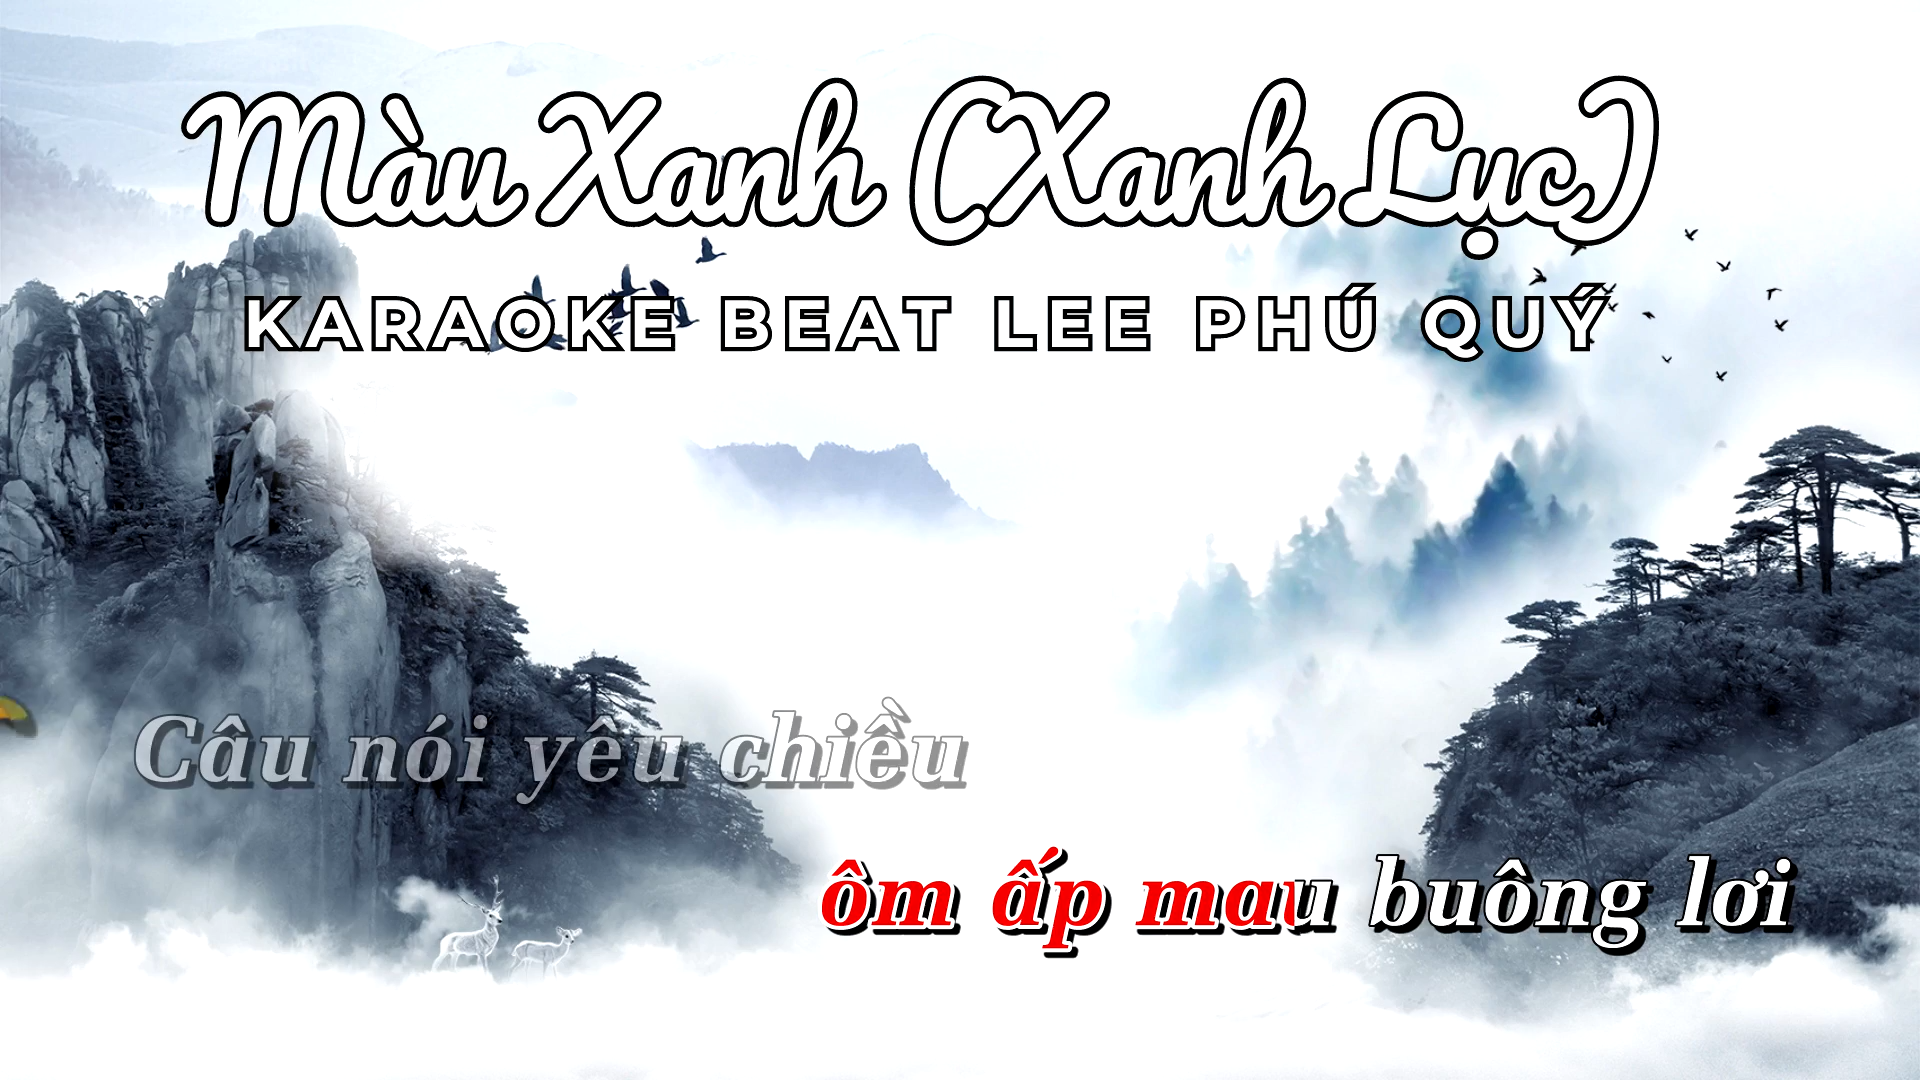 Màu Xanh (Xanh Lục)
KARAOKE BEAT LEE PHÚ QUÝ
Câu nói yêu chiều
ôm ấp mau buông lơi